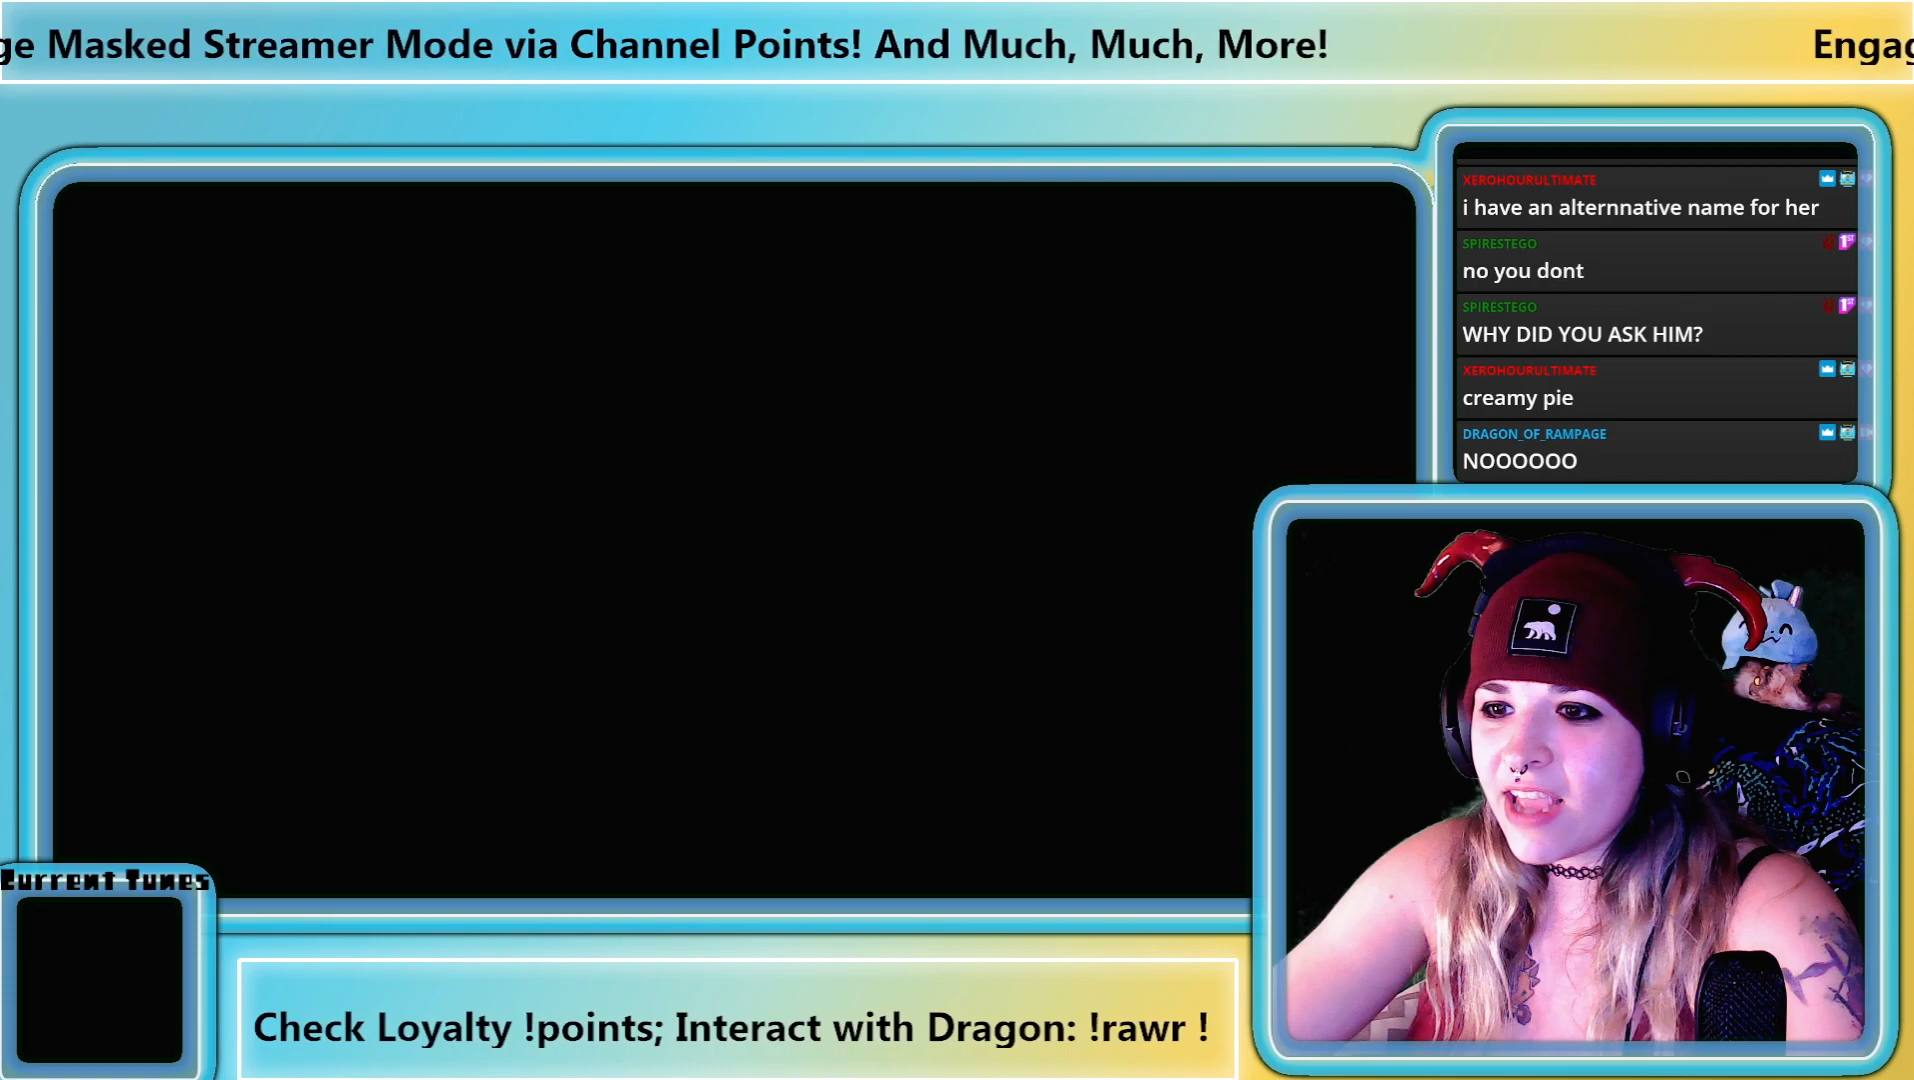 ge Masked Streamer Mode via Channel Points! And Much, Much, More!
Engag
XEROHOURULTIMATE
i have an alternnative name for her
SPIRESTEGO
1ST
no you dont
SPIRESTEGO
1ST
WHY DID YOU ASK HIM?
XEROHOURULTIMATE
creamy pie
DRAGON_OF_RAMPAGE
NOOOOOO
Current Tunes
Check Loyalty !points; Interact with Dragon: !rawr !